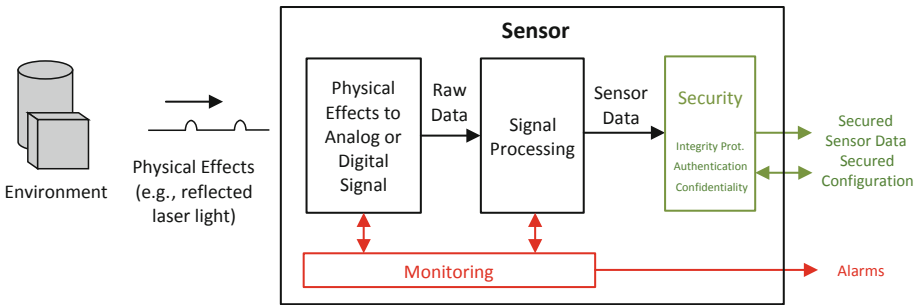 Sensor
Physical
Effects to
Analog or
Digital
Signal
Raw
Data
Signal
Processing
Sensor
Data
Security
Integrity Prot.
Authentication
Confidentiality
Secured
Sensor Data
Secured
Configuration
Environment
Physical Effects
(e.g., reflected
laser light)
Monitoring
Alarms